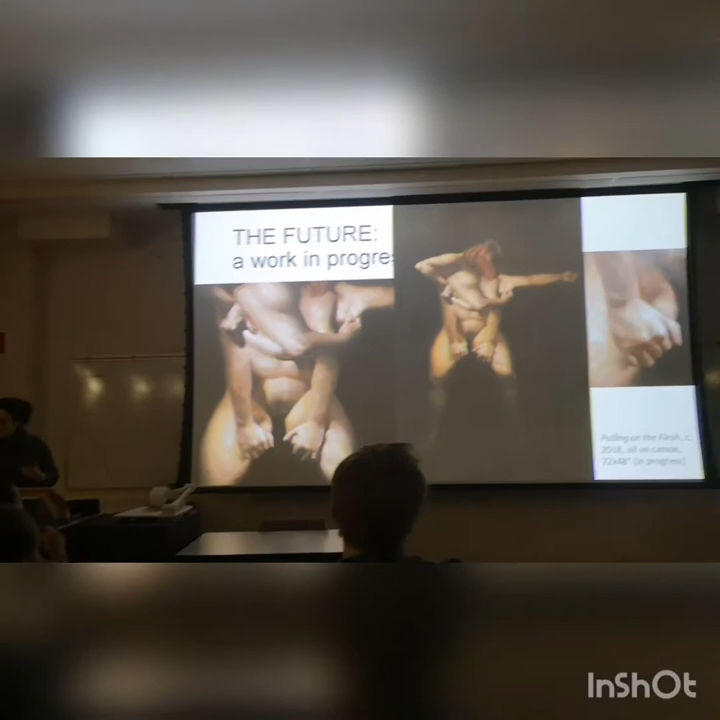 THE FUTURE:
a work in progre
Pulling on the Flesh, c.
2018, oil on canvas,
72x48" (in progress)
InShOt